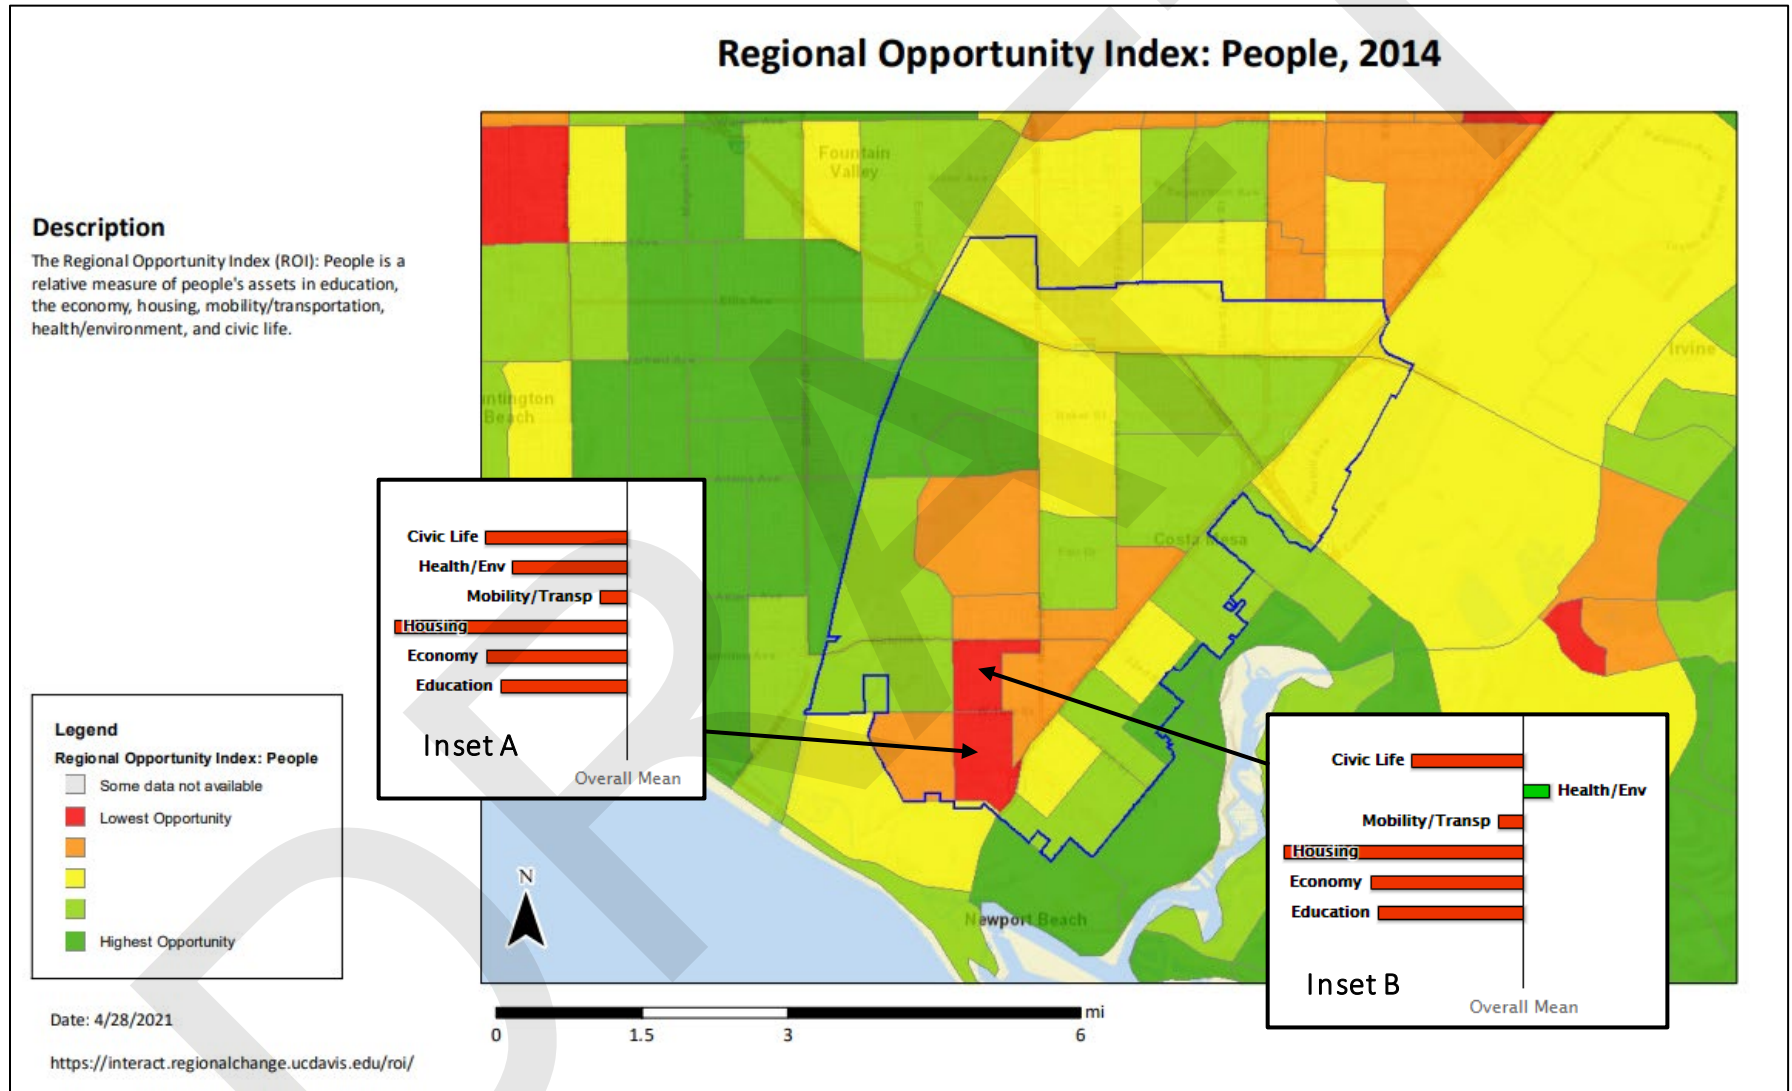 Regional Opportunity Index: People, 2014
Description
The Regional Opportunity Index (ROI): People is a
relative measure of people's assets in education,
the economy, housing, mobility/transportation,
health/environment, and civic life.
Fountain
Valley
Irvine
Beach
Costa Mesa
Newport Beach
Civic Life
Health/Env
Mobility/Transp
Housing
Economy
Education
Inset A
Overall Mean
Civic Life
Health/Env
Mobility/Transp
Housing
Economy
Education
Inset B
Overall Mean
Legend
Regional Opportunity Index: People
Some data not available
Lowest Opportunity
Highest Opportunity
N
mi
0 1.5 3 6
Date: 4/28/2021
https://interact.regionalchange.ucdavis.edu/roi/
DRAFT